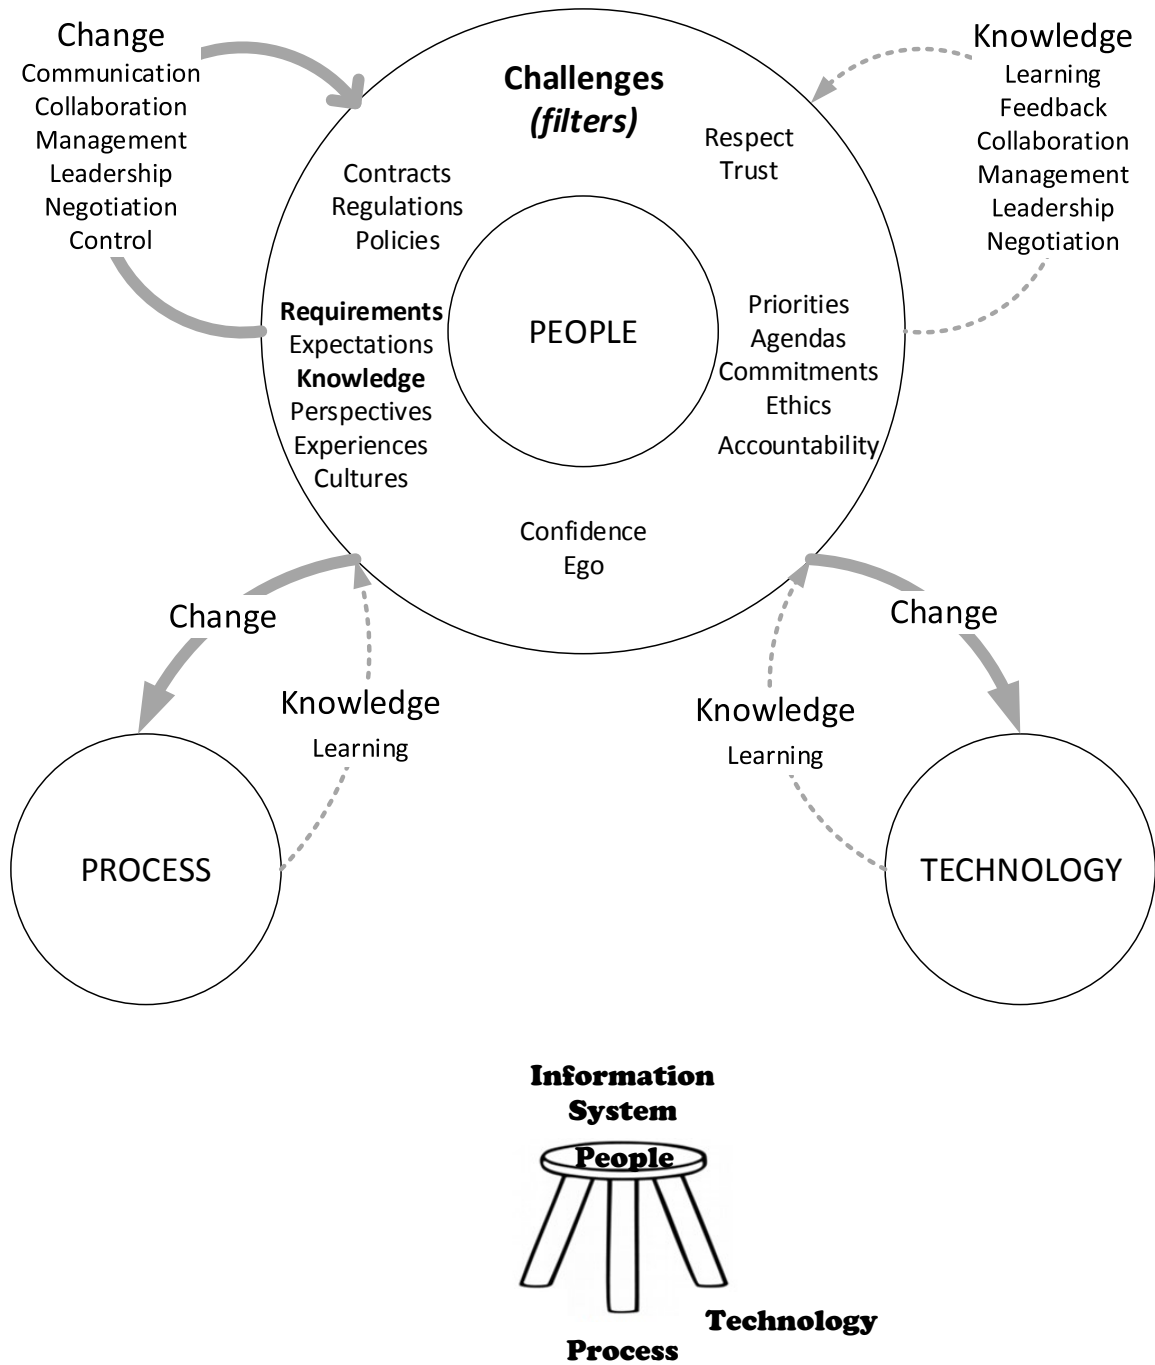 Change
Communication
Collaboration
Management
Leadership
Negotiation
Control
Challenges
(filters)
Respect
Trust
Contracts
Regulations
Policies
Requirements
Expectations
Knowledge
Perspectives
Experiences
Cultures
PEOPLE
Priorities
Agendas
Commitments
Ethics
Accountability
Confidence
Ego
Knowledge
Learning
Feedback
Collaboration
Management
Leadership
Negotiation
Change
Knowledge
Learning
PROCESS
Change
Knowledge
Learning
TECHNOLOGY
Information
System
People
Technology
Process